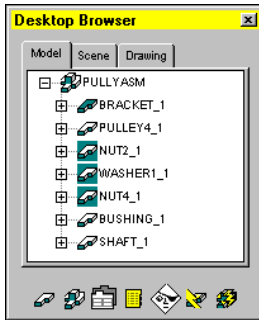 Desktop Browser
Model Scene Drawing
PULLYASM
BRACKET_1
PULLEY4_1
NUT2_1
WASHER1_1
NUT4_1
BUSHING_1
SHAFT_1